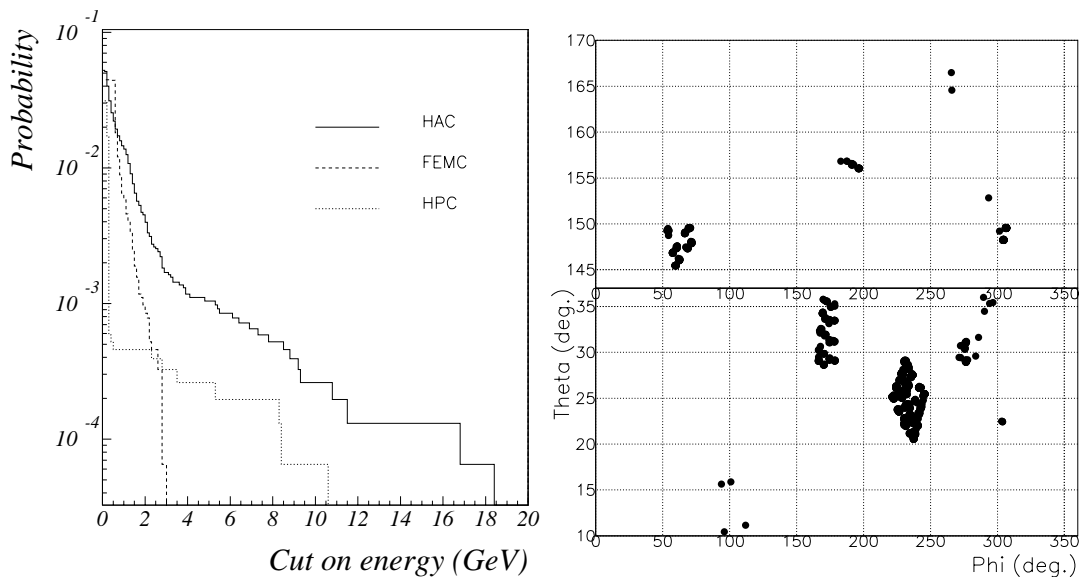 Probability
10 -1
10 -2
10 -3
10 -4
HAC
FEMC
HPC
0 2 4 6 8 10 12 14 16 18 20
Cut on energy (GeV)
Theta (deg.)
170
165
160
155
150
145
0 50 100 150 200 250 300 350
35
30
25
20
15
10
0 50 100 150 200 250 300 350
Phi (deg.)